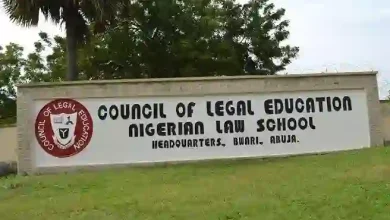 COUNCIL OF LEGAL EDUCATION
COUNCIL OF LEGAL EDUCATION
NIGERIAN LAW SCHOOL
HEADQUARTERS., BWARI., ABUJA.